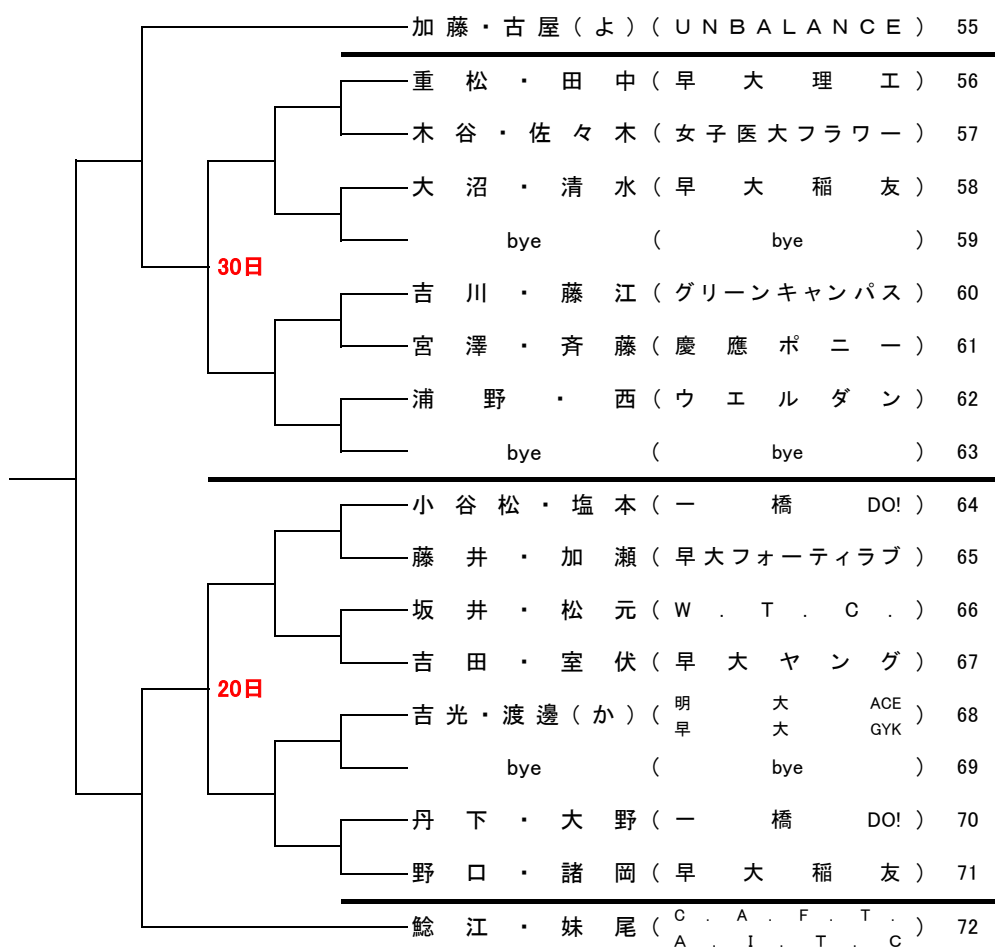 加藤・古屋(よ)(UNBALANCE) 55
重松・田中(早大理工) 56
木谷・佐々木(女子医大フラワー) 57
大沼・清水(早大稲友) 58
bye(bye) 59
30日
吉川・藤江(グリーンキャンパス) 60
宮澤・斉藤(慶應ポニー) 61
浦野・西(ウエルダン) 62
bye(bye) 63
小谷松・塩本(一橋DO!) 64
藤井・加瀬(早大フォーティラブ) 65
坂井・松元(W.T.C.) 66
吉田・室伏(早大ヤング) 67
20日
吉光・渡邊(か)(明大ACE
早大GYK) 68
bye(bye) 69
丹下・大野(一橋DO!) 70
野口・諸岡(早大稲友) 71
鯰江・妹尾(C.A.F.T.
A.I.T.C) 72